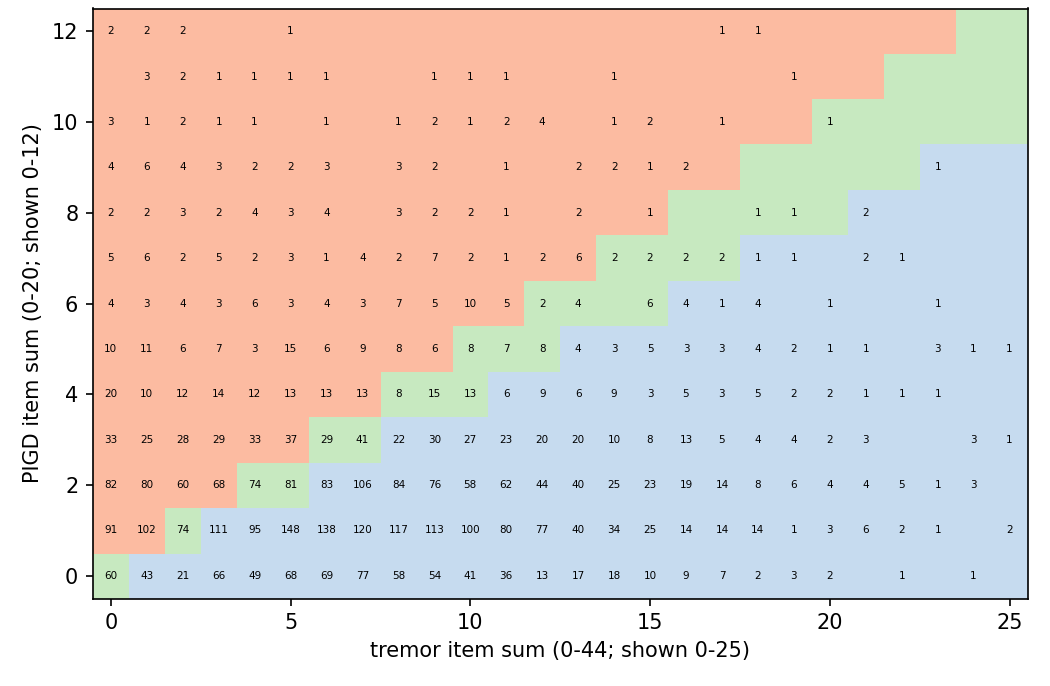 12 2 2 2 1 1 1
3 2 1 1 1 1 1 1 1 1 1
10 3 1 2 1 1 1 1 2 1 2 4 1 2 1 1
4 6 4 3 2 2 3 3 2 1 2 2 1 2 1
8 2 2 3 2 4 3 4 3 2 2 1 2 1 1 1 2
5 6 2 5 2 3 1 4 2 7 2 1 2 6 2 2 2 2 1 1 2 1
6 4 3 4 3 6 3 4 3 7 5 10 5 2 4 6 4 1 4 1 1
10 11 6 7 3 15 6 9 8 6 8 7 8 4 3 5 3 3 4 2 1 1 3 1 1
4 20 10 12 14 12 13 13 13 8 15 13 6 9 6 9 3 5 3 5 2 2 1 1 1
33 25 28 29 33 37 29 41 22 30 27 23 20 20 10 8 13 5 4 4 2 3 3 1
2 82 80 60 68 74 81 83 106 84 76 58 62 44 40 25 23 19 14 8 6 4 4 5 1 3
91 102 74 111 95 148 138 120 117 113 100 80 77 40 34 25 14 14 14 1 3 6 2 1 2
0 60 43 21 66 49 68 69 77 58 54 41 36 13 17 18 10 9 7 2 3 2 1 1
0 5 10 15 20 25
tremor item sum (0-44; shown 0-25)
PIGD item sum (0-20; shown 0-12)